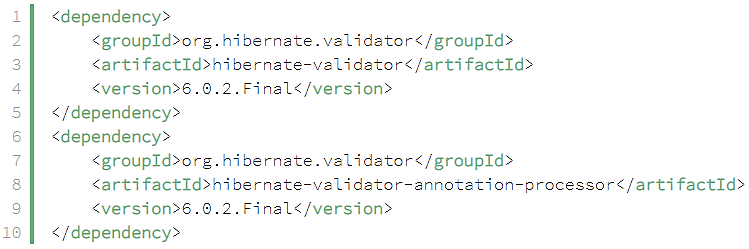 1 <dependency>
2     <groupId>org.hibernate.validator</groupId>
3     <artifactId>hibernate-validator</artifactId>
4     <version>6.0.2.Final</version>
5 </dependency>
6 <dependency>
7     <groupId>org.hibernate.validator</groupId>
8     <artifactId>hibernate-validator-annotation-processor</artifactId>
9     <version>6.0.2.Final</version>
10 </dependency>